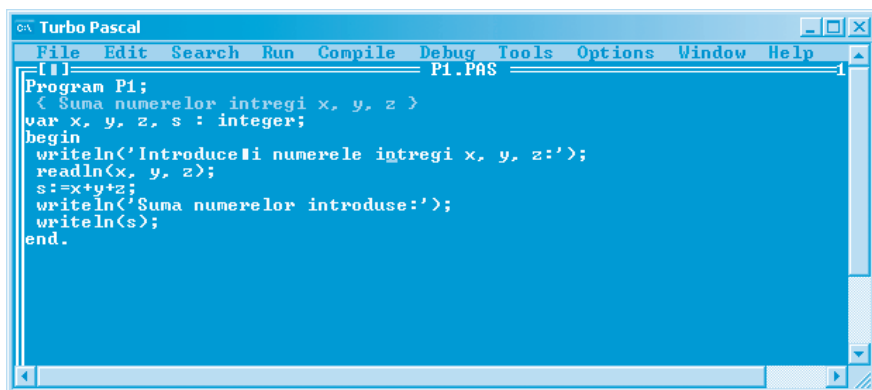 Turbo Pascal
File Edit Search Run Compile Debug Tools Options Window Help
[▮] P1.PAS 1
Program P1;
{ Suma numerelor intregi x, y, z }
var x, y, z, s : integer;
begin
writeln('Introduce▮i numerele intregi x, y, z:');
readln(x, y, z);
s:=x+y+z;
writeln('Suma numerelor introduse:');
writeln(s);
end.